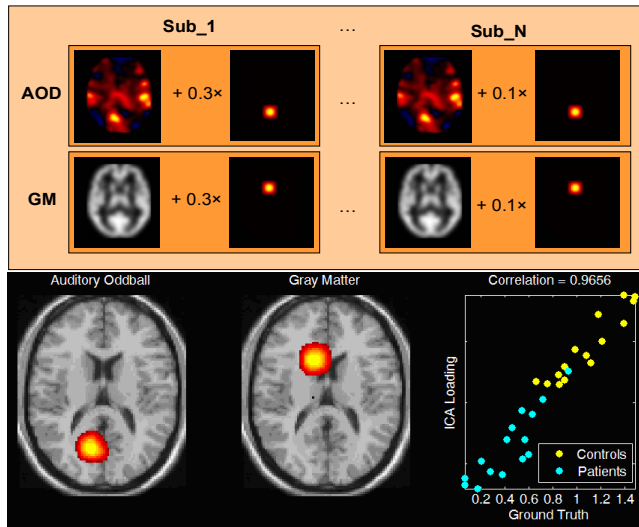 Sub_1 ... Sub_N
AOD + 0.3× ... + 0.1×
GM + 0.3× ... + 0.1×
Auditory Oddball Gray Matter Correlation = 0.9656
ICA Loading
Controls
Patients
0.2 0.4 0.6 0.8 1 1.2 1.4
Ground Truth